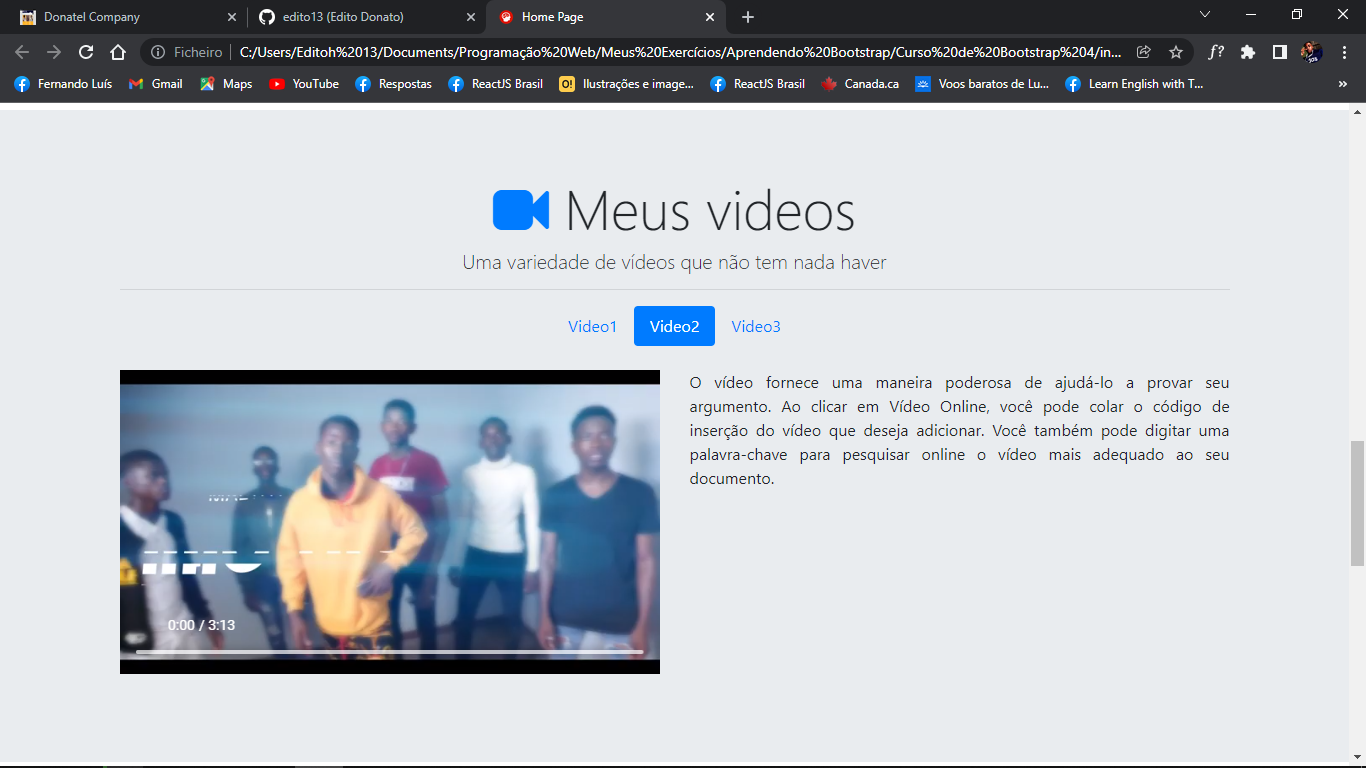 Donatel Company
edito13 (Edito Donato)
Home Page
Ficheiro
C:/Users/Editoh%2013/Documents/Programação%20Web/Meus%20Exercícios/Aprendendo%20Bootstrap/Curso%20de%20Bootstrap%204/in...
f?
Fernando Luís
Gmail
Maps
YouTube
Respostas
ReactJS Brasil
O!
Ilustrações e image...
ReactJS Brasil
Canada.ca
Voos baratos de Lu...
Learn English with T...
»
Meus videos
Uma variedade de vídeos que não tem nada haver
Video1
Video2
Video3
0:00 / 3:13
O vídeo fornece uma maneira poderosa de ajudá-lo a provar seu
argumento. Ao clicar em Vídeo Online, você pode colar o código de
inserção do vídeo que deseja adicionar. Você também pode digitar uma
palavra-chave para pesquisar online o vídeo mais adequado ao seu
documento.